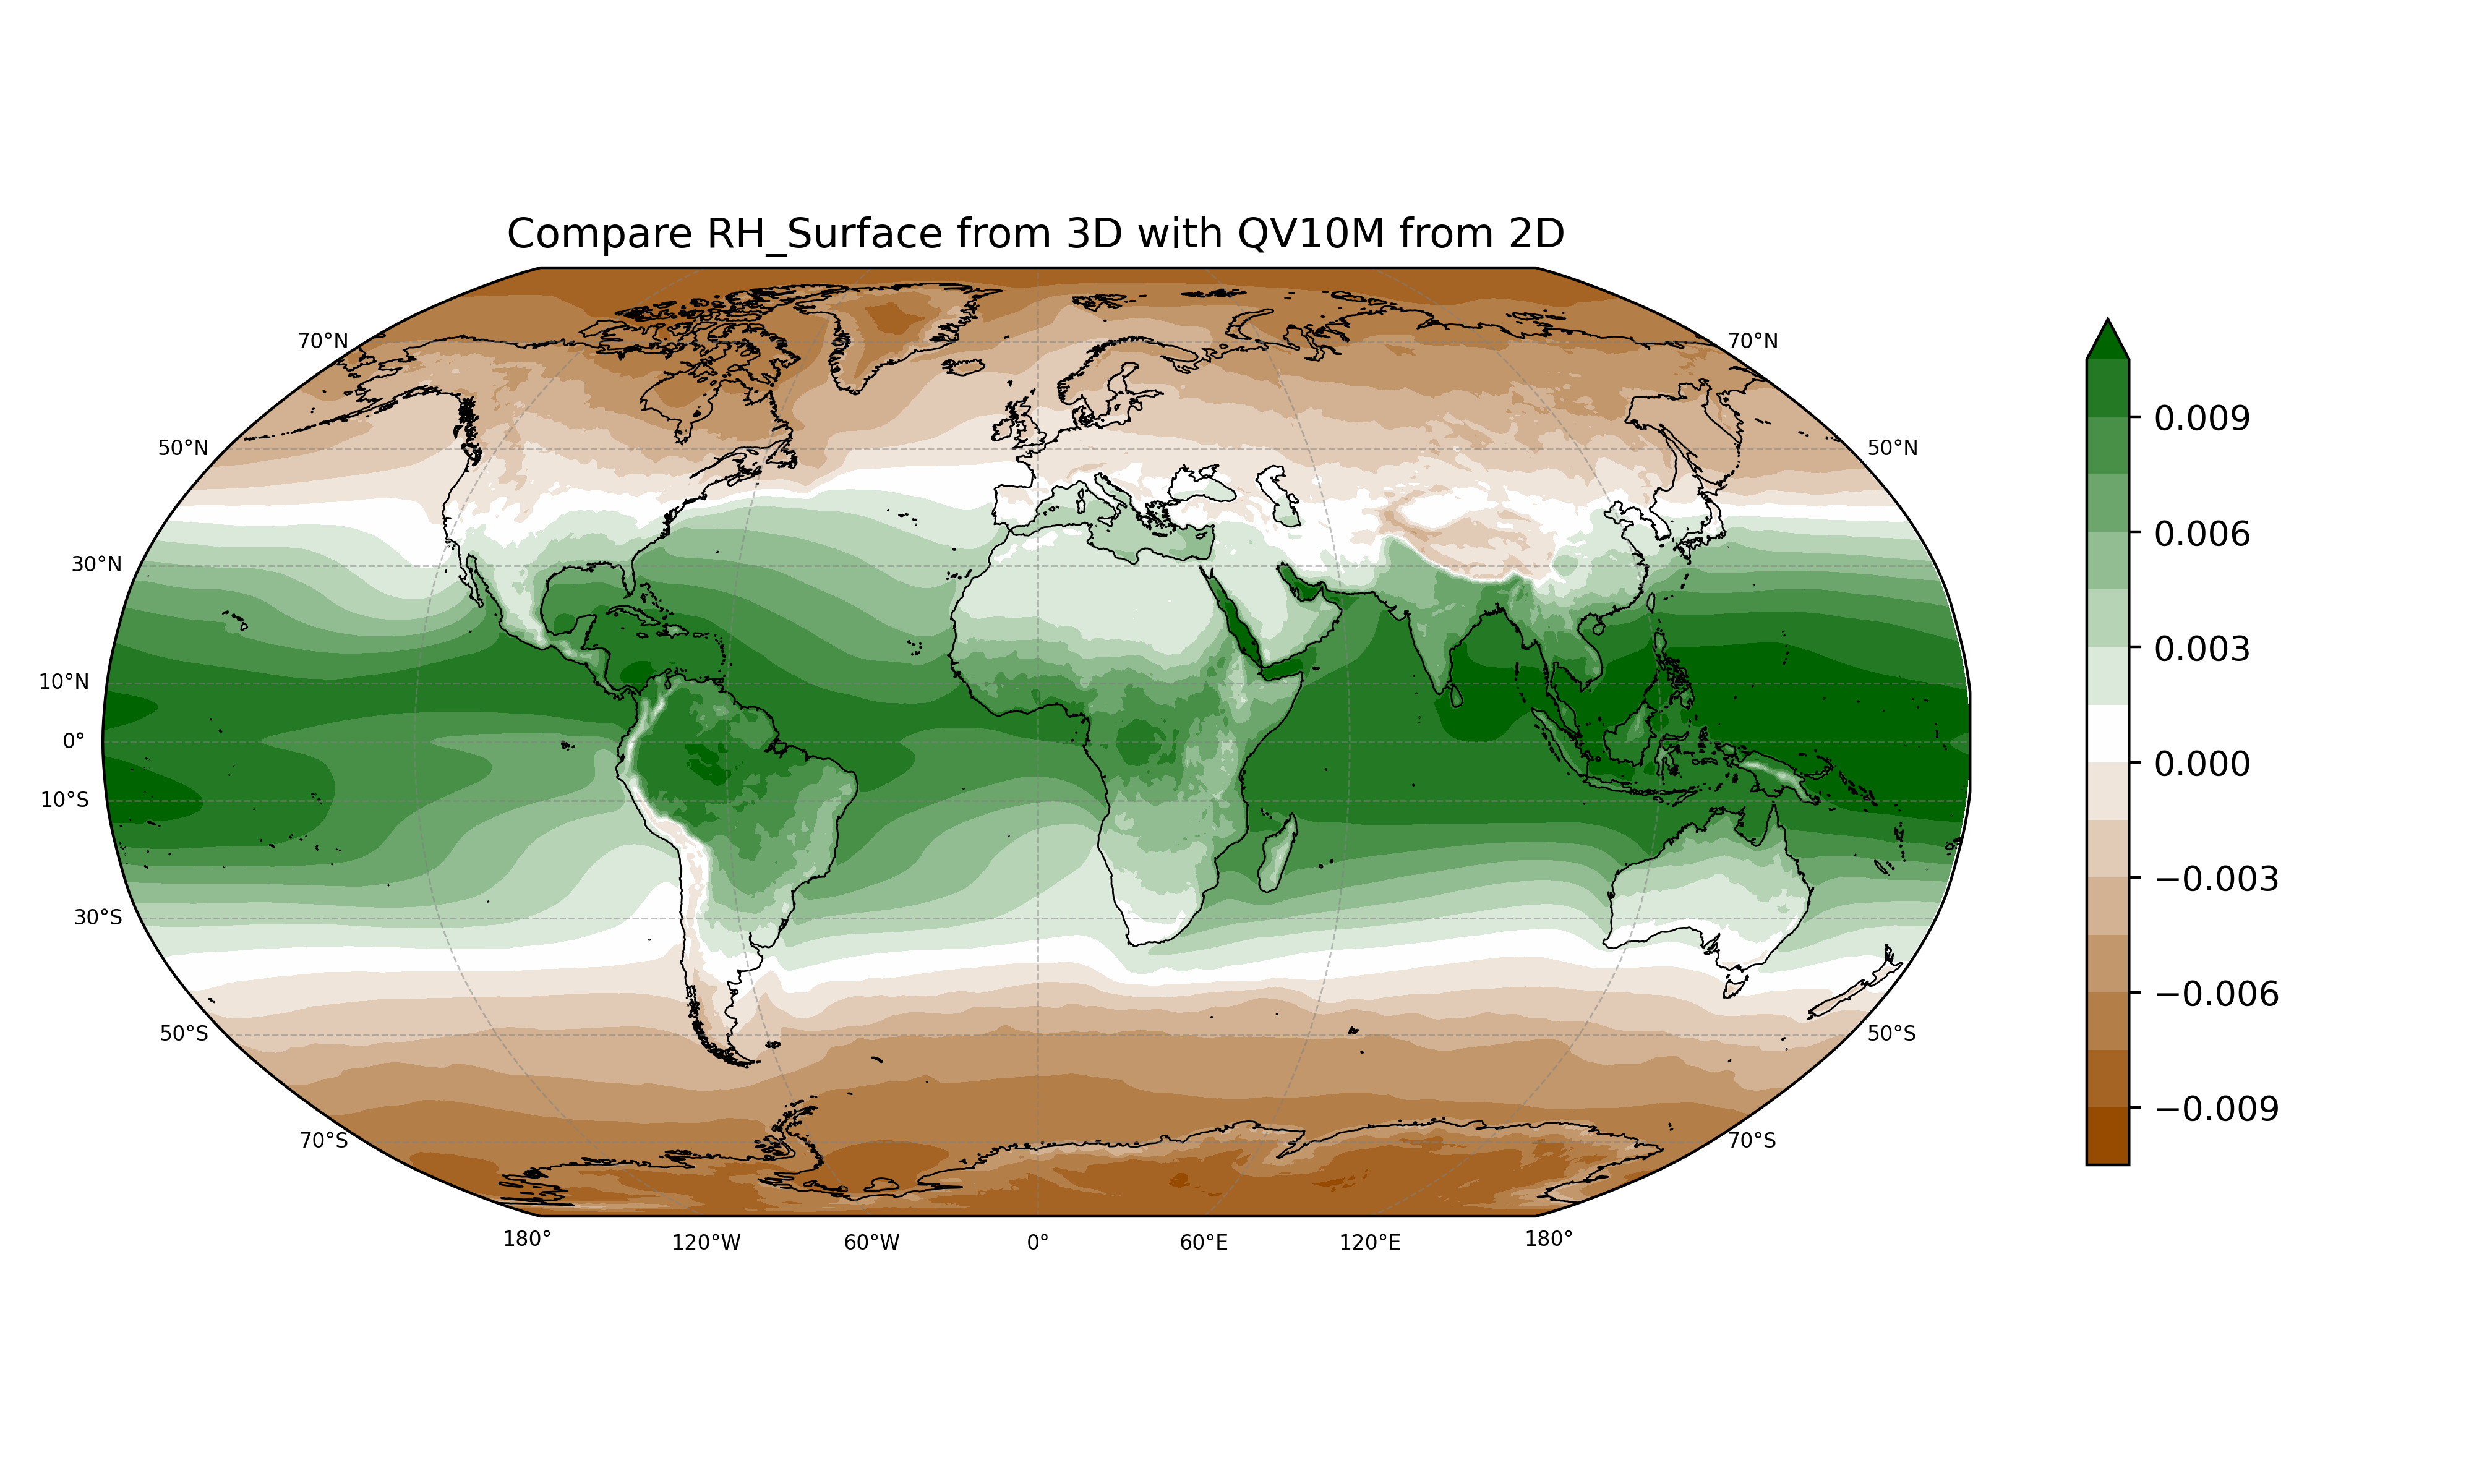 Compare RH_Surface from 3D with QV10M from 2D
70°N 70°N
50°N 50°N
30°N
10°N
0°
10°S
30°S
50°S 50°S
70°S 70°S
180° 120°W 60°W 0° 60°E 120°E 180°
0.009
0.006
0.003
0.000
−0.003
−0.006
−0.009